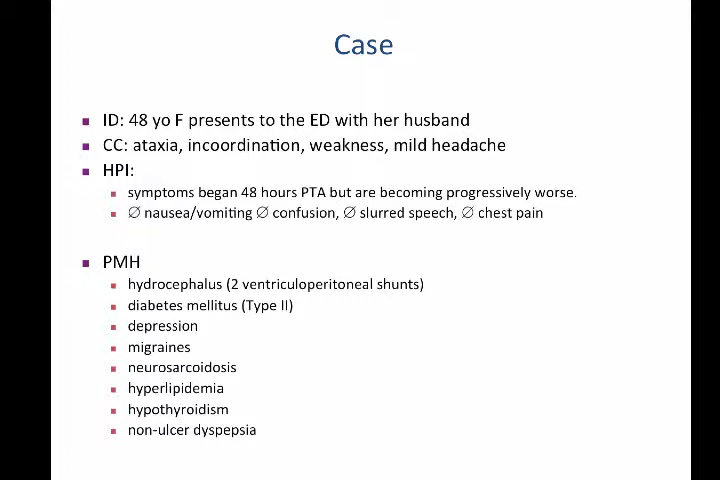 Case
ID: 48 yo F presents to the ED with her husband
CC: ataxia, incoordination, weakness, mild headache
HPI:
symptoms began 48 hours PTA but are becoming progressively worse.
∅ nausea/vomiting ∅ confusion, ∅ slurred speech, ∅ chest pain
PMH
hydrocephalus (2 ventriculoperitoneal shunts)
diabetes mellitus (Type II)
depression
migraines
neurosarcoidosis
hyperlipidemia
hypothyroidism
non-ulcer dyspepsia